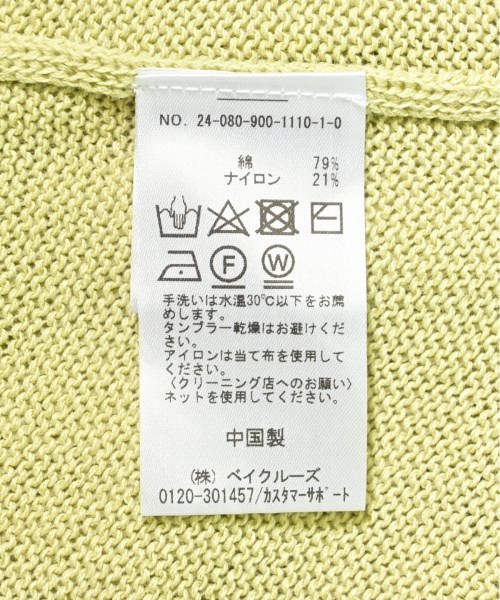 NO. 24-080-900-1110-1-0
綿 79%
ナイロン 21%
F W
手洗いは水温30℃以下をお薦
めします。
タンブラー乾燥はお避けくだ
さい。
アイロンは当て布を使用して
ください。
〈クリーニング店へのお願い〉
ネットを使用してください。
中国製
(株) ベイクルーズ
0120-301457/カスタマーサポート